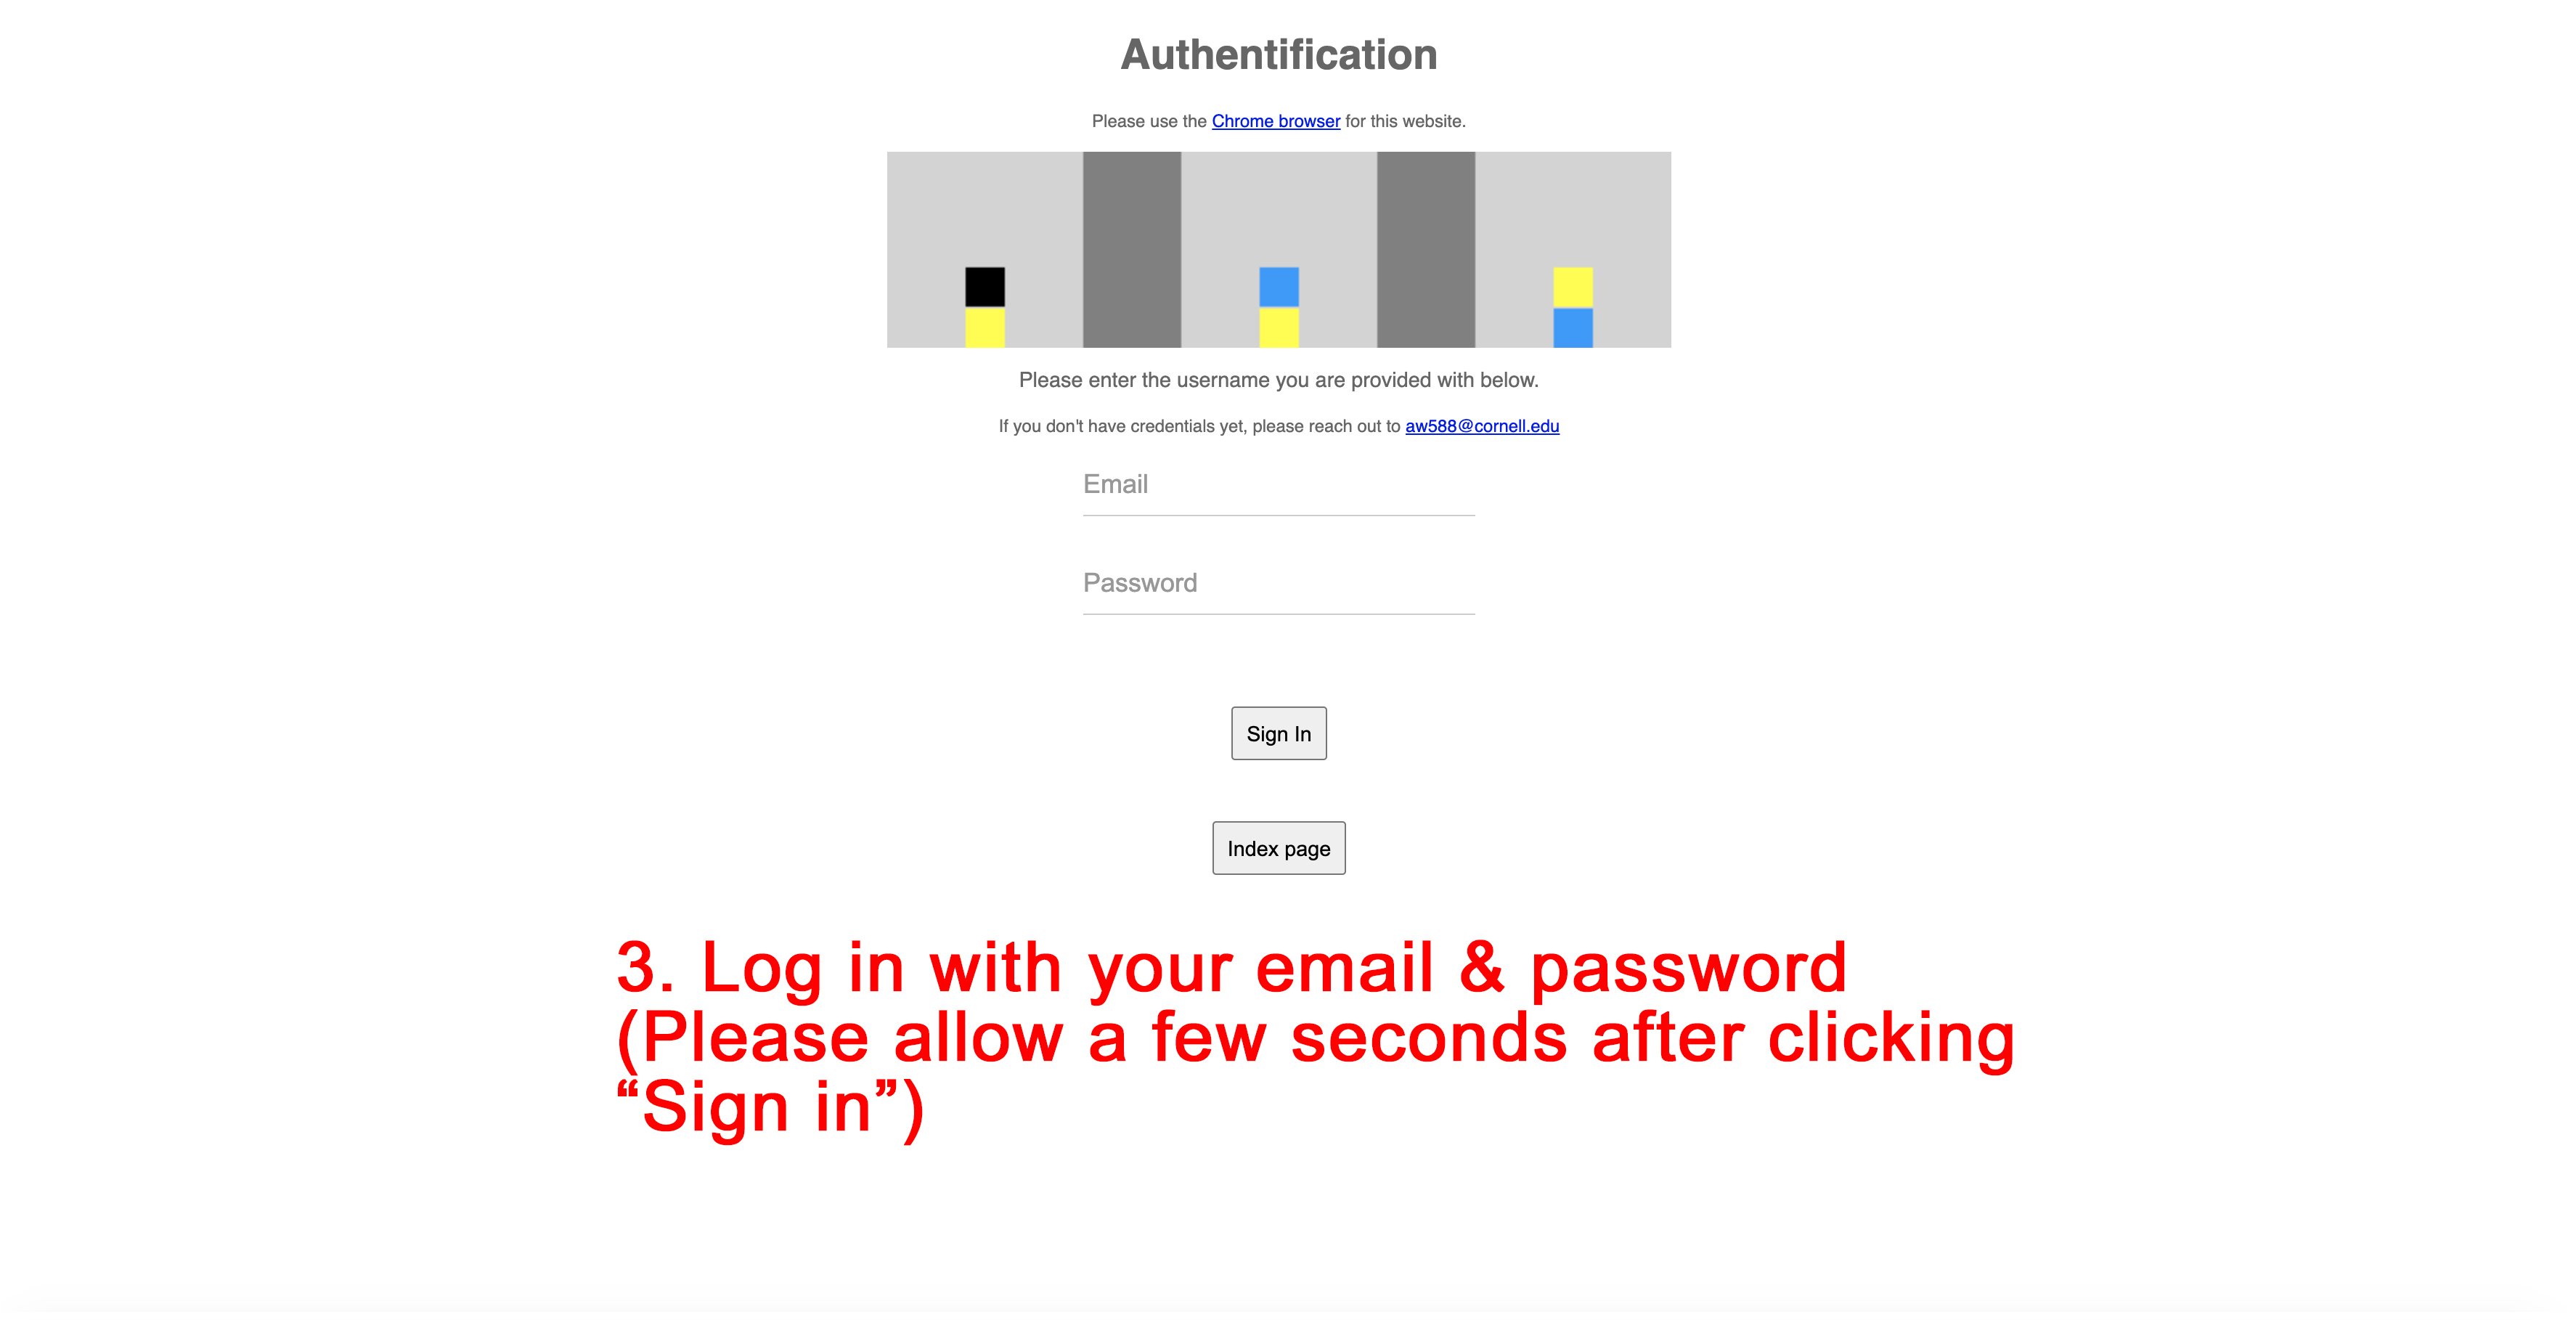 Authentification
Please use the Chrome browser for this website.
Please enter the username you are provided with below.
If you don't have credentials yet, please reach out to aw588@cornell.edu
Email
Password
Sign In
Index page
3. Log in with your email & password
(Please allow a few seconds after clicking
“Sign in”)